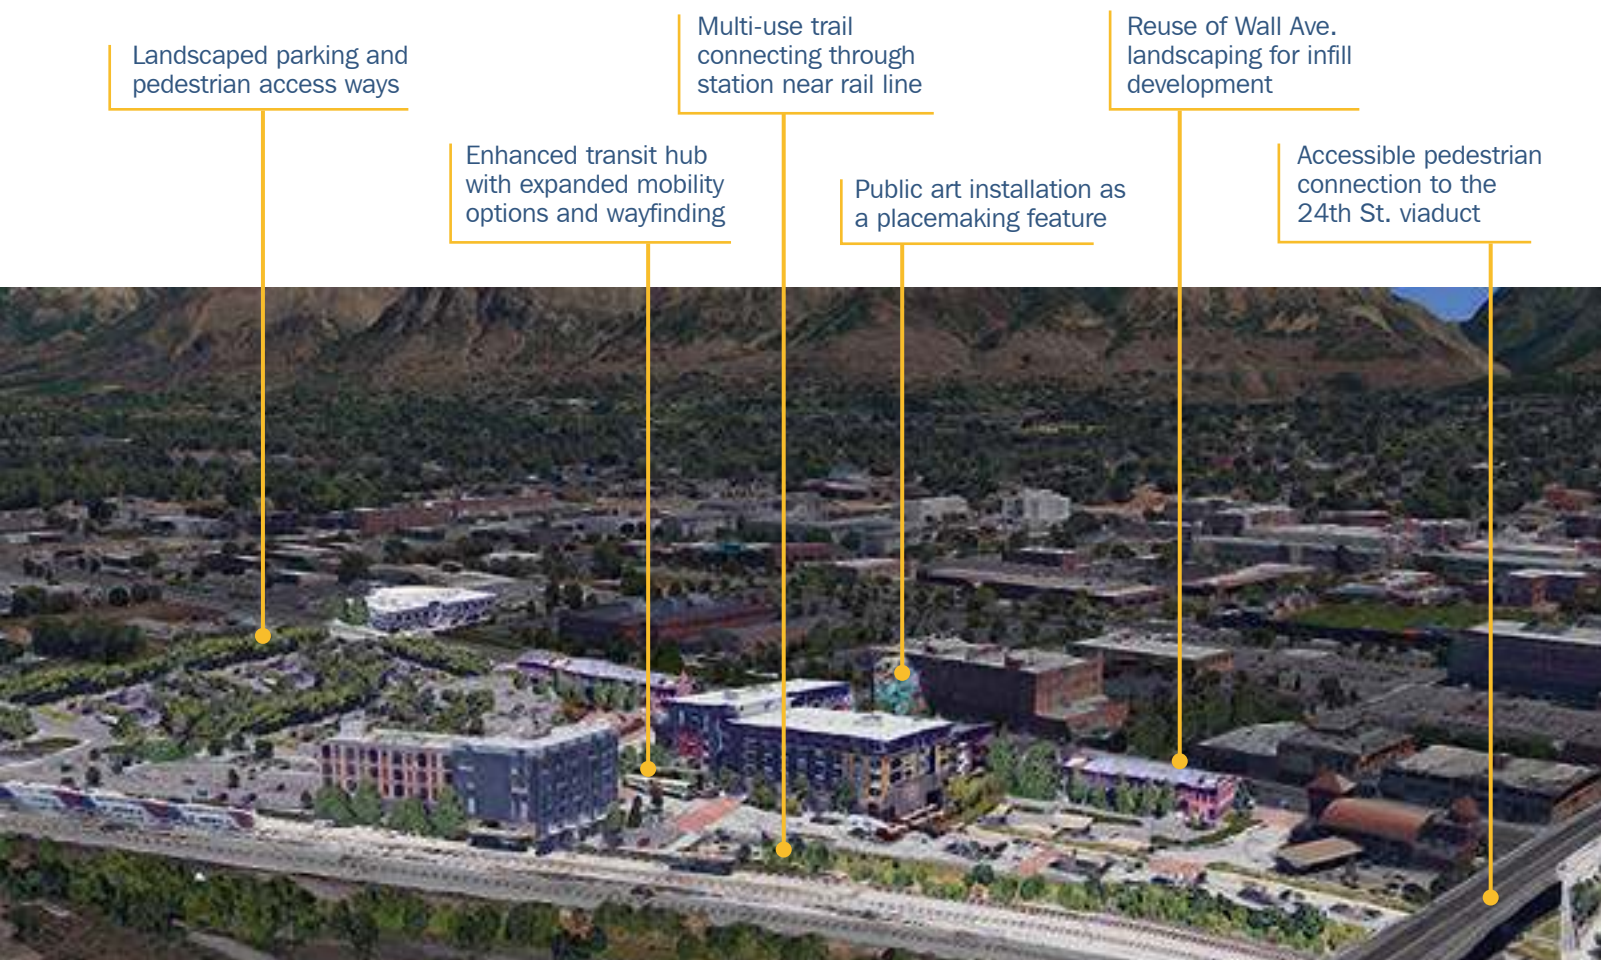 Landscaped parking and
pedestrian access ways
Enhanced transit hub
with expanded mobility
options and wayfinding
Multi-use trail
connecting through
station near rail line
Public art installation as
a placemaking feature
Reuse of Wall Ave.
landscaping for infill
development
Accessible pedestrian
connection to the
24th St. viaduct